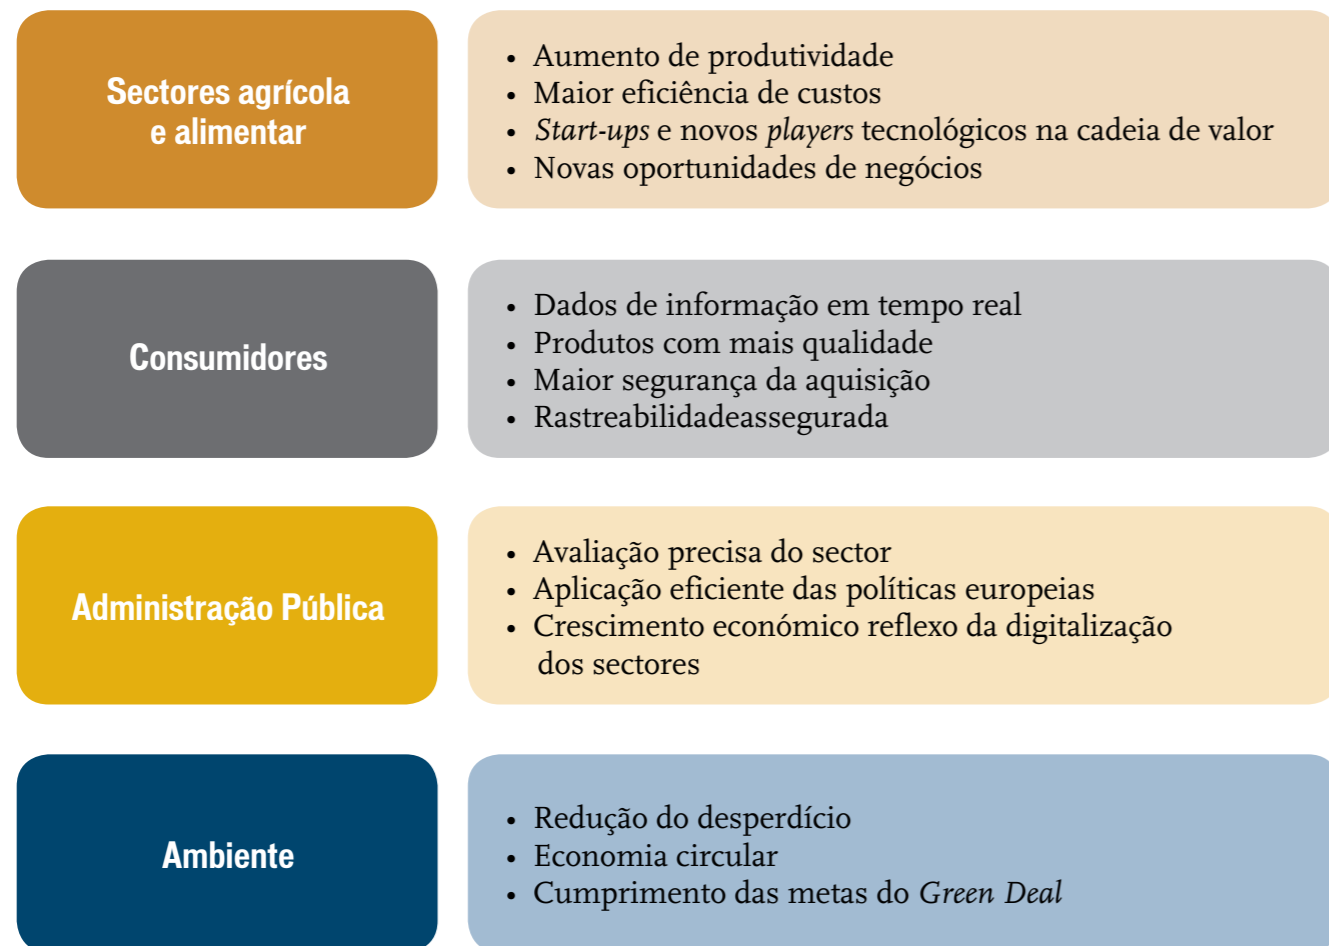 Sectores agrícola
e alimentar
• Aumento de produtividade
• Maior eficiência de custos
• Start-ups e novos players tecnológicos na cadeia de valor
• Novas oportunidades de negócios
Consumidores
• Dados de informação em tempo real
• Produtos com mais qualidade
• Maior segurança da aquisição
• Rastreabilidadeassegurada
Administração Pública
• Avaliação precisa do sector
• Aplicação eficiente das políticas europeias
• Crescimento económico reflexo da digitalização
dos sectores
Ambiente
• Redução do desperdício
• Economia circular
• Cumprimento das metas do Green Deal